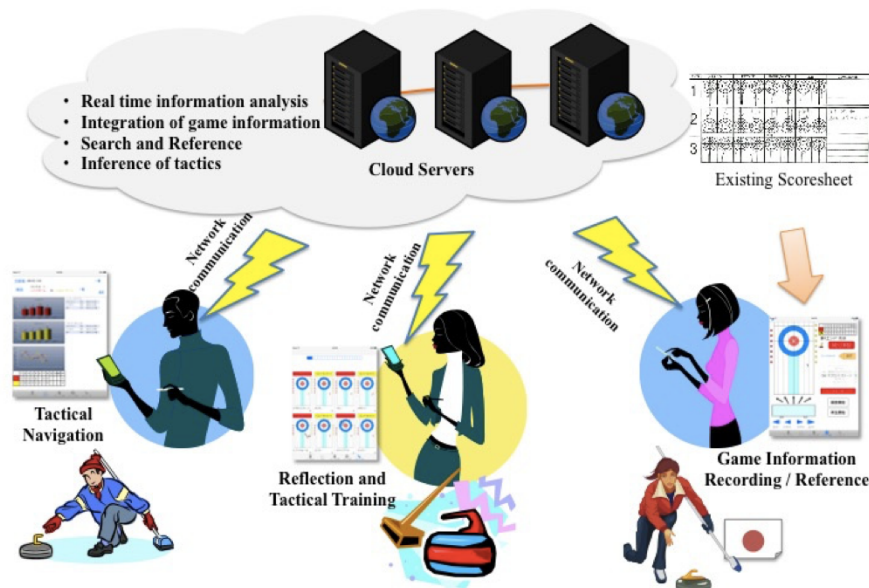 • Real time information analysis
• Integration of game information
• Search and Reference
• Inference of tactics
Cloud Servers
1
2
3
Existing Scoresheet
Network
communication
Network
communication
Network
communication
Tactical
Navigation
Reflection and
Tactical Training
Game Information
Recording / Reference